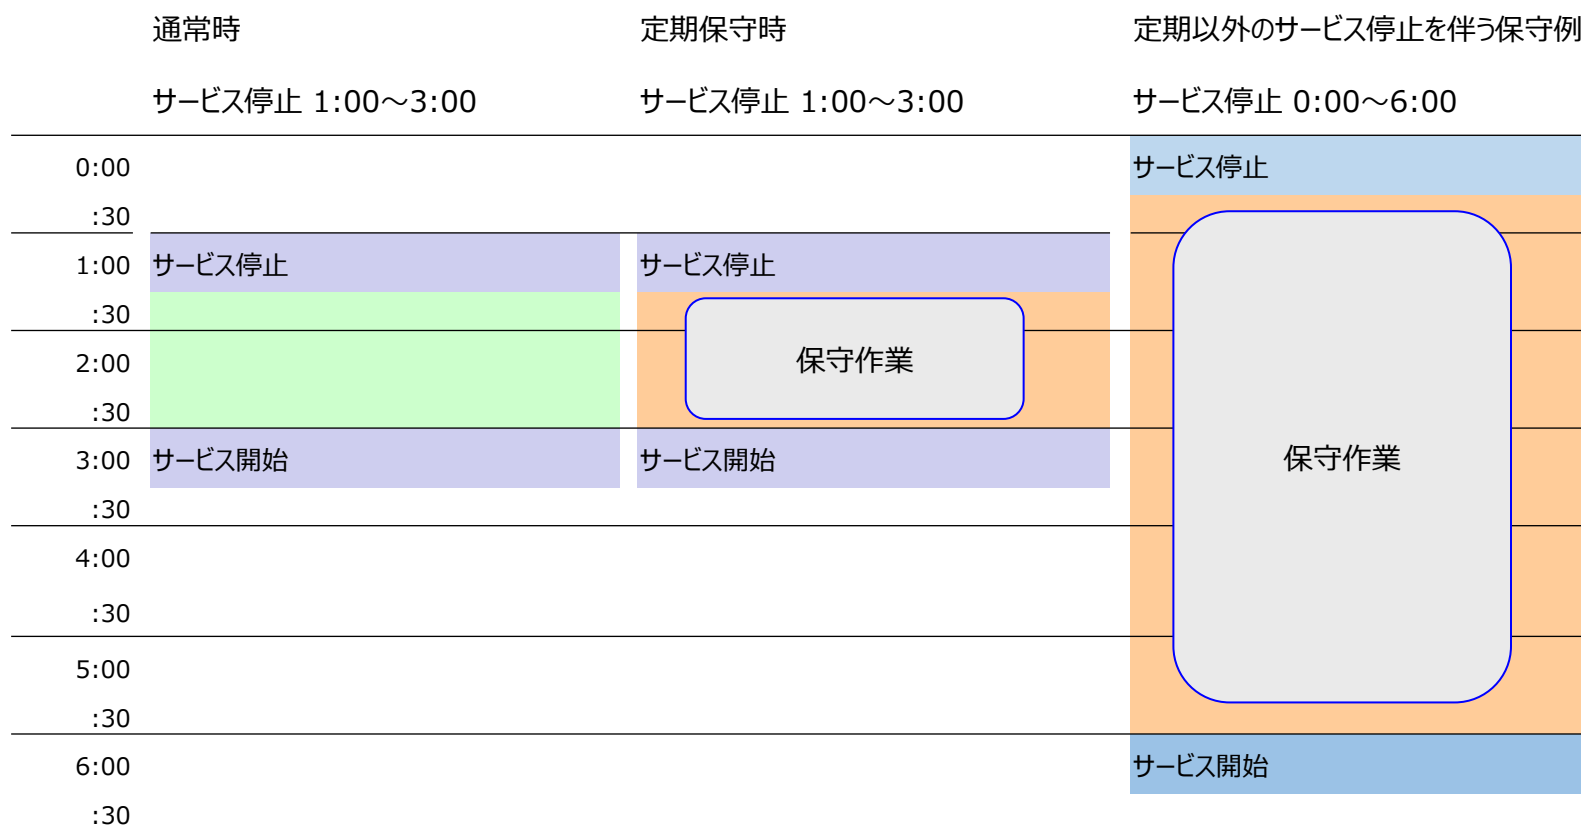 通常時 定期保守時 定期以外のサービス停止を伴う保守例
サービス停止 1:00～3:00 サービス停止 1:00～3:00 サービス停止 0:00～6:00
0:00 サービス停止
:30
1:00 サービス停止 サービス停止
:30
2:00 保守作業
:30
3:00 サービス開始 サービス開始 保守作業
:30
4:00
:30
5:00
:30
6:00 サービス開始
:30